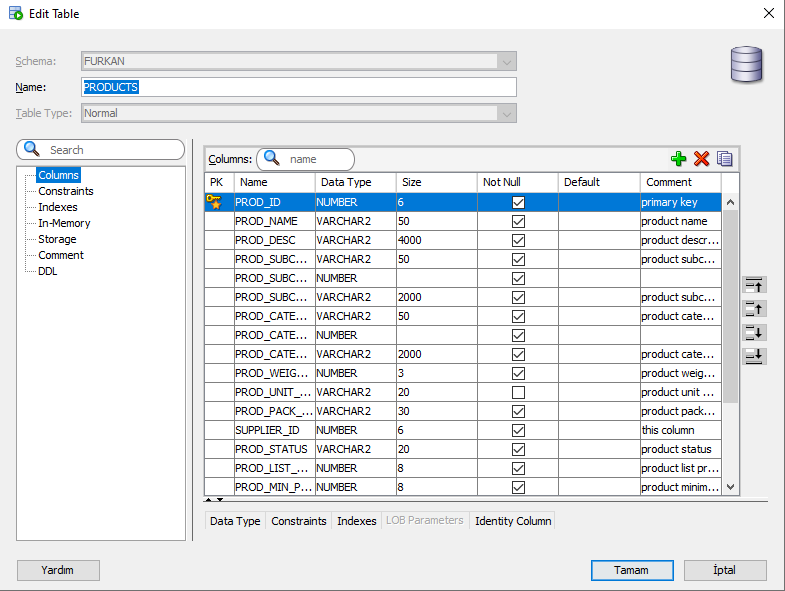 Edit Table
Schema: FURKAN
Name: PRODUCTS
Table Type: Normal
Search
Columns
Constraints
Indexes
In-Memory
Storage
Comment
DDL
Columns: name
PK Name Data Type Size Not Null Default Comment
PROD_ID NUMBER 6 primary key
PROD_NAME VARCHAR2 50 product name
PROD_DESC VARCHAR2 4000 product descr...
PROD_SUBC... VARCHAR2 50 product subc...
PROD_SUBC... NUMBER
PROD_SUBC... VARCHAR2 2000 product subc...
PROD_CATE... VARCHAR2 50 product cate...
PROD_CATE... NUMBER
PROD_CATE... VARCHAR2 2000 product cate...
PROD_WEIG... NUMBER 3 product weig...
PROD_UNIT_... VARCHAR2 20 product unit ...
PROD_PACK_... VARCHAR2 30 product pack...
SUPPLIER_ID NUMBER 6 this column
PROD_STATUS VARCHAR2 20 product status
PROD_LIST_... NUMBER 8 product list pr...
PROD_MIN_P... NUMBER 8 product minim...
Data Type Constraints Indexes LOB Parameters Identity Column
Yardım Tamam İptal